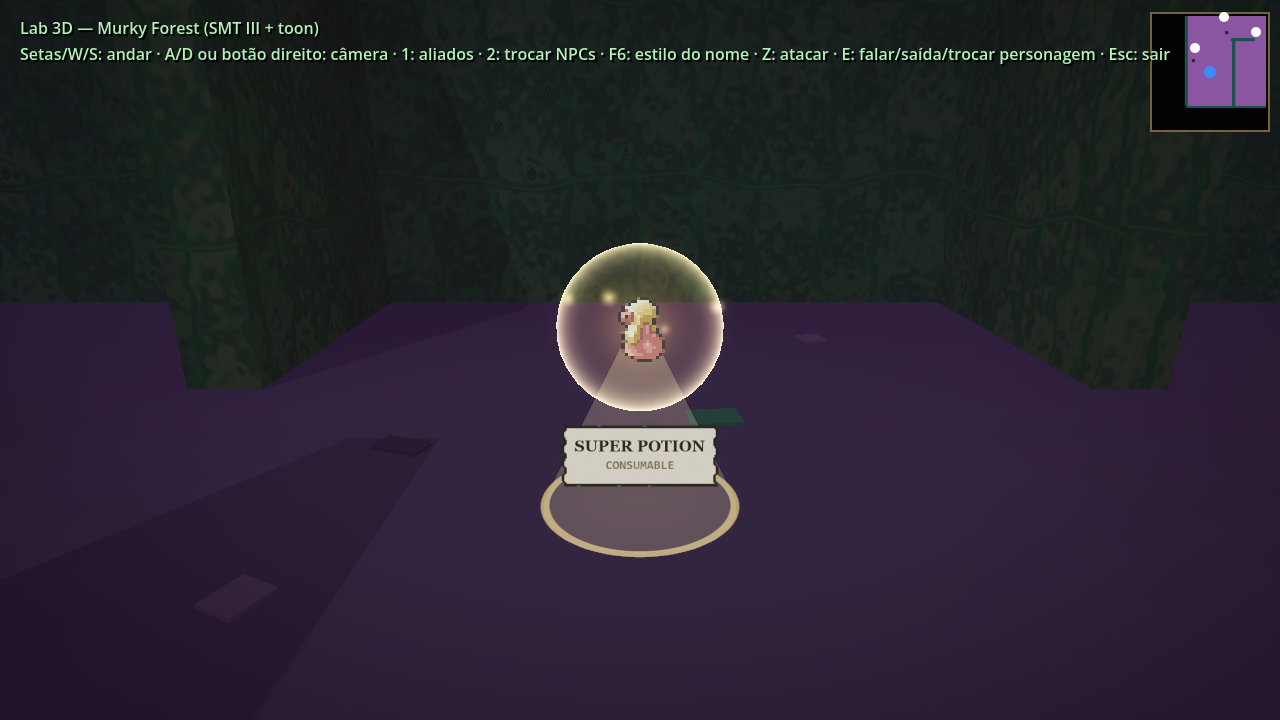 Lab 3D — Murky Forest (SMT III + toon)
Setas/W/S: andar · A/D ou botão direito: câmera · 1: aliados · 2: trocar NPCs · F6: estilo do nome · Z: atacar · E: falar/saída/trocar personagem · Esc: sair
SUPER POTION
CONSUMABLE